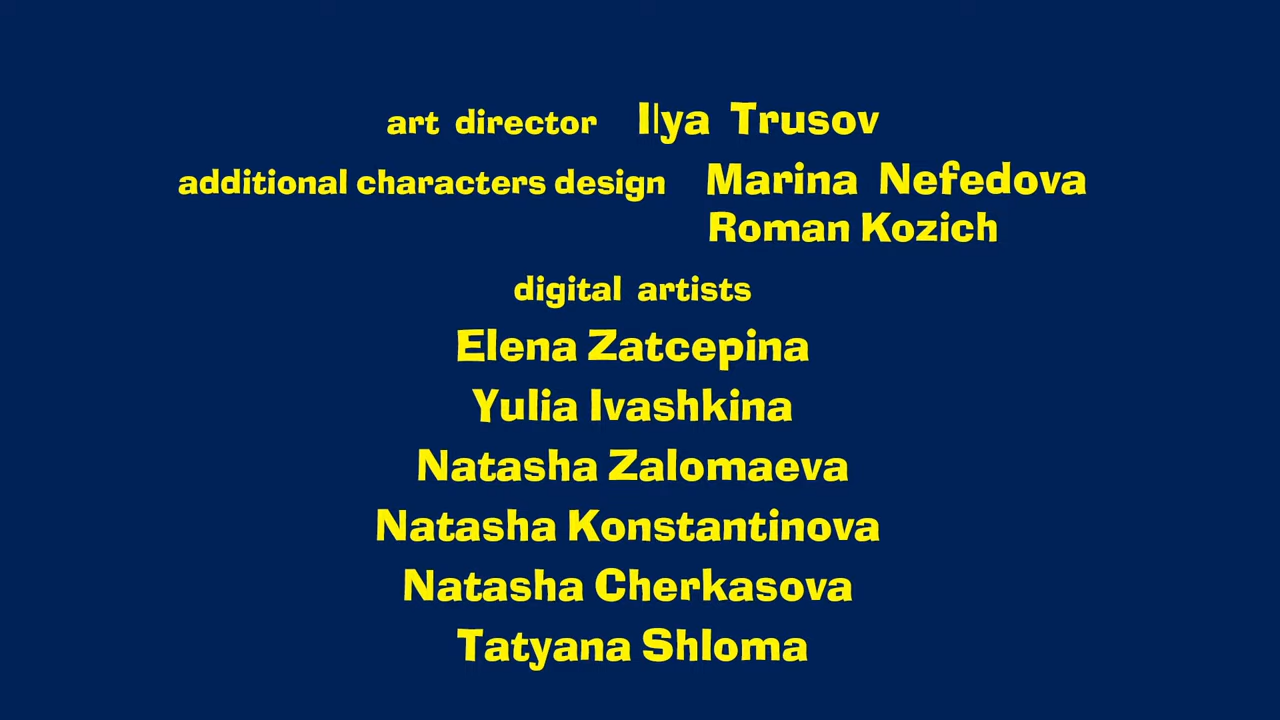 art director Ilya Trusov
additional characters design Marina Nefedova
Roman Kozich
digital artists
Elena Zatcepina
Yulia Ivashkina
Natasha Zalomaeva
Natasha Konstantinova
Natasha Cherkasova
Tatyana Shloma